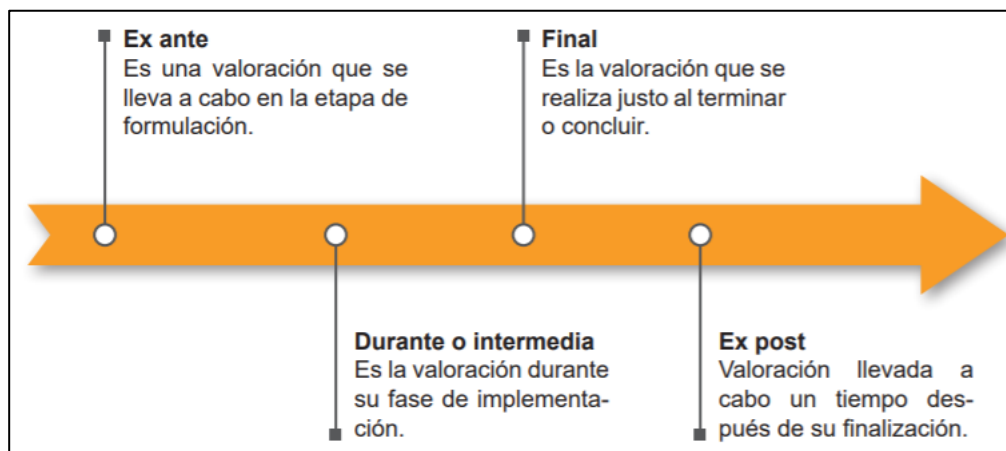 Ex ante
Es una valoración que se
lleva a cabo en la etapa de
formulación.
Final
Es la valoración que se
realiza justo al terminar
o concluir.
Durante o intermedia
Es la valoración durante
su fase de implementa-
ción.
Ex post
Valoración llevada a
cabo un tiempo des-
pués de su finalización.